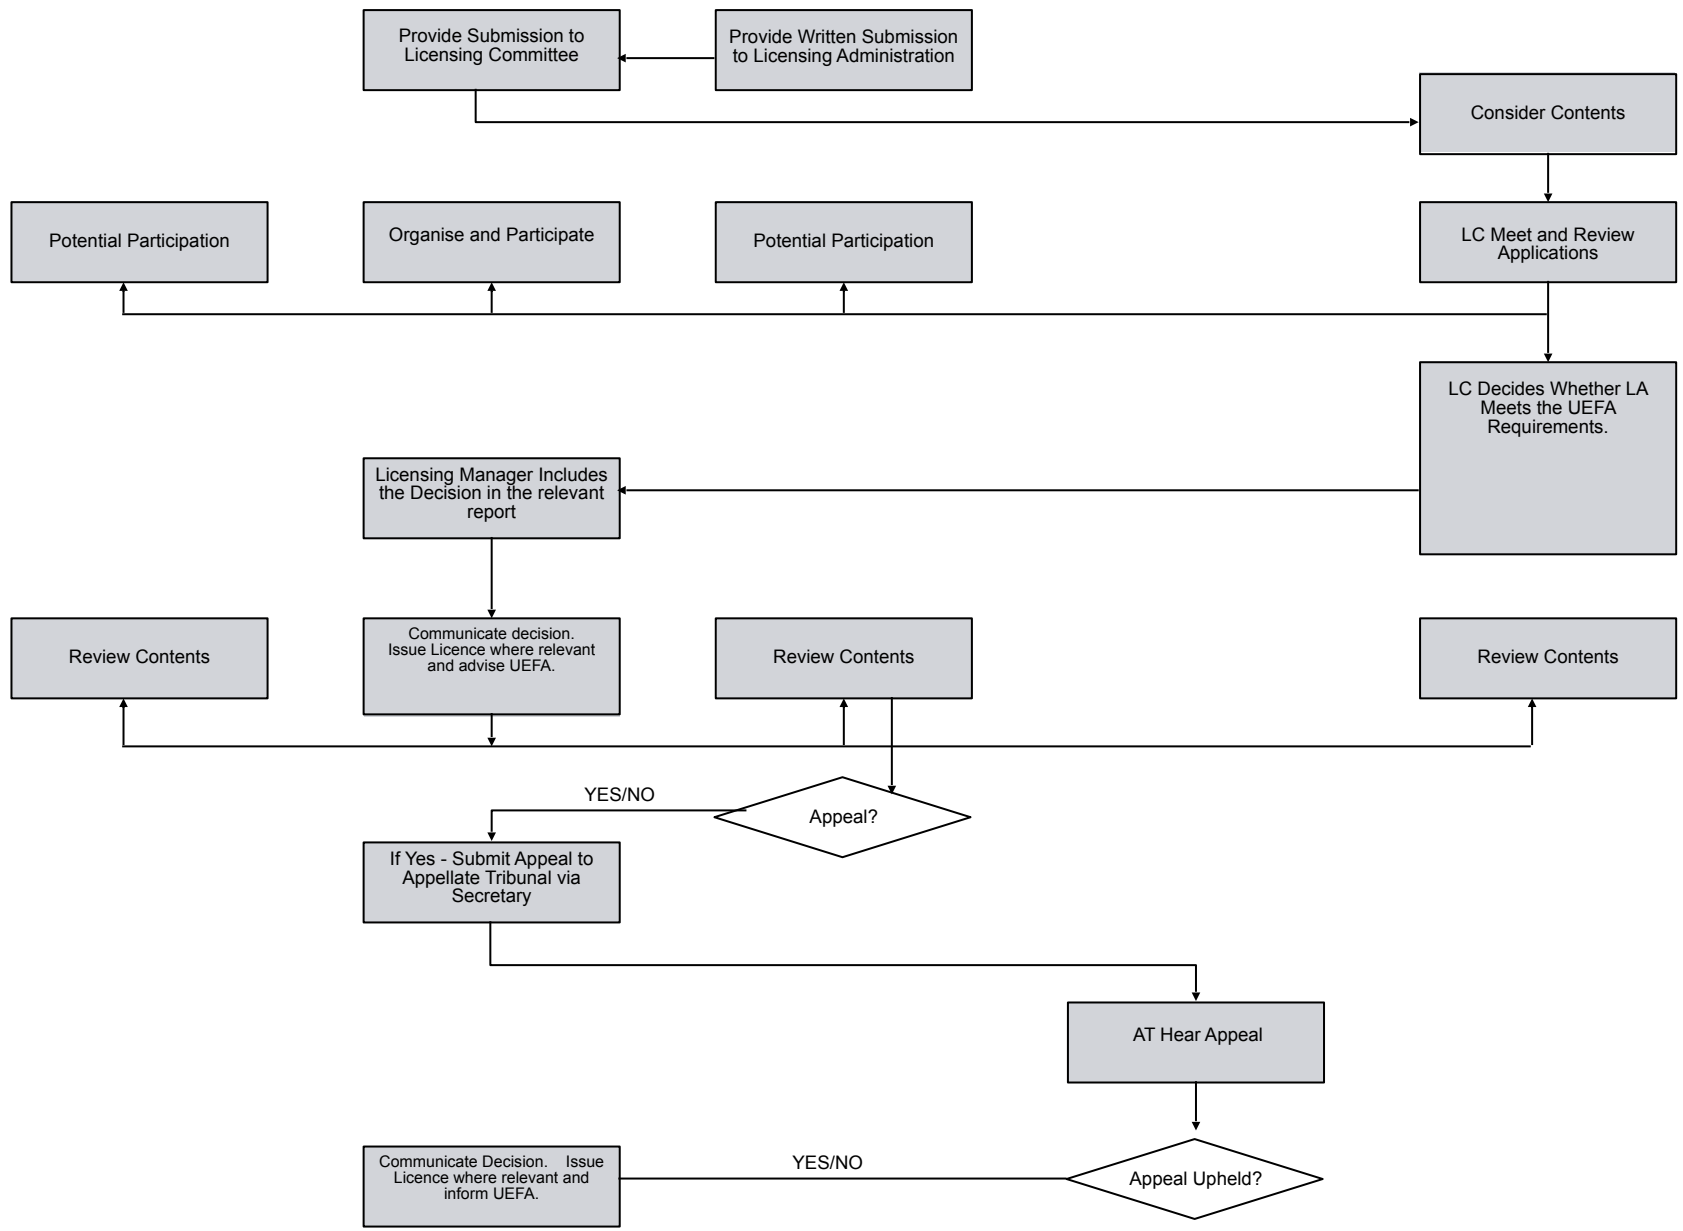 Provide Submission to
Licensing Committee
Provide Written Submission
to Licensing Administration
Consider Contents
Potential Participation
Organise and Participate
Potential Participation
LC Meet and Review
Applications
LC Decides Whether LA
Meets the UEFA
Requirements.
Licensing Manager Includes
the Decision in the relevant
report
Review Contents
Communicate decision.
Issue Licence where relevant
and advise UEFA.
Review Contents
Review Contents
YES/NO
Appeal?
If Yes - Submit Appeal to
Appellate Tribunal via
Secretary
AT Hear Appeal
Communicate Decision. Issue
Licence where relevant and
inform UEFA.
YES/NO
Appeal Upheld?